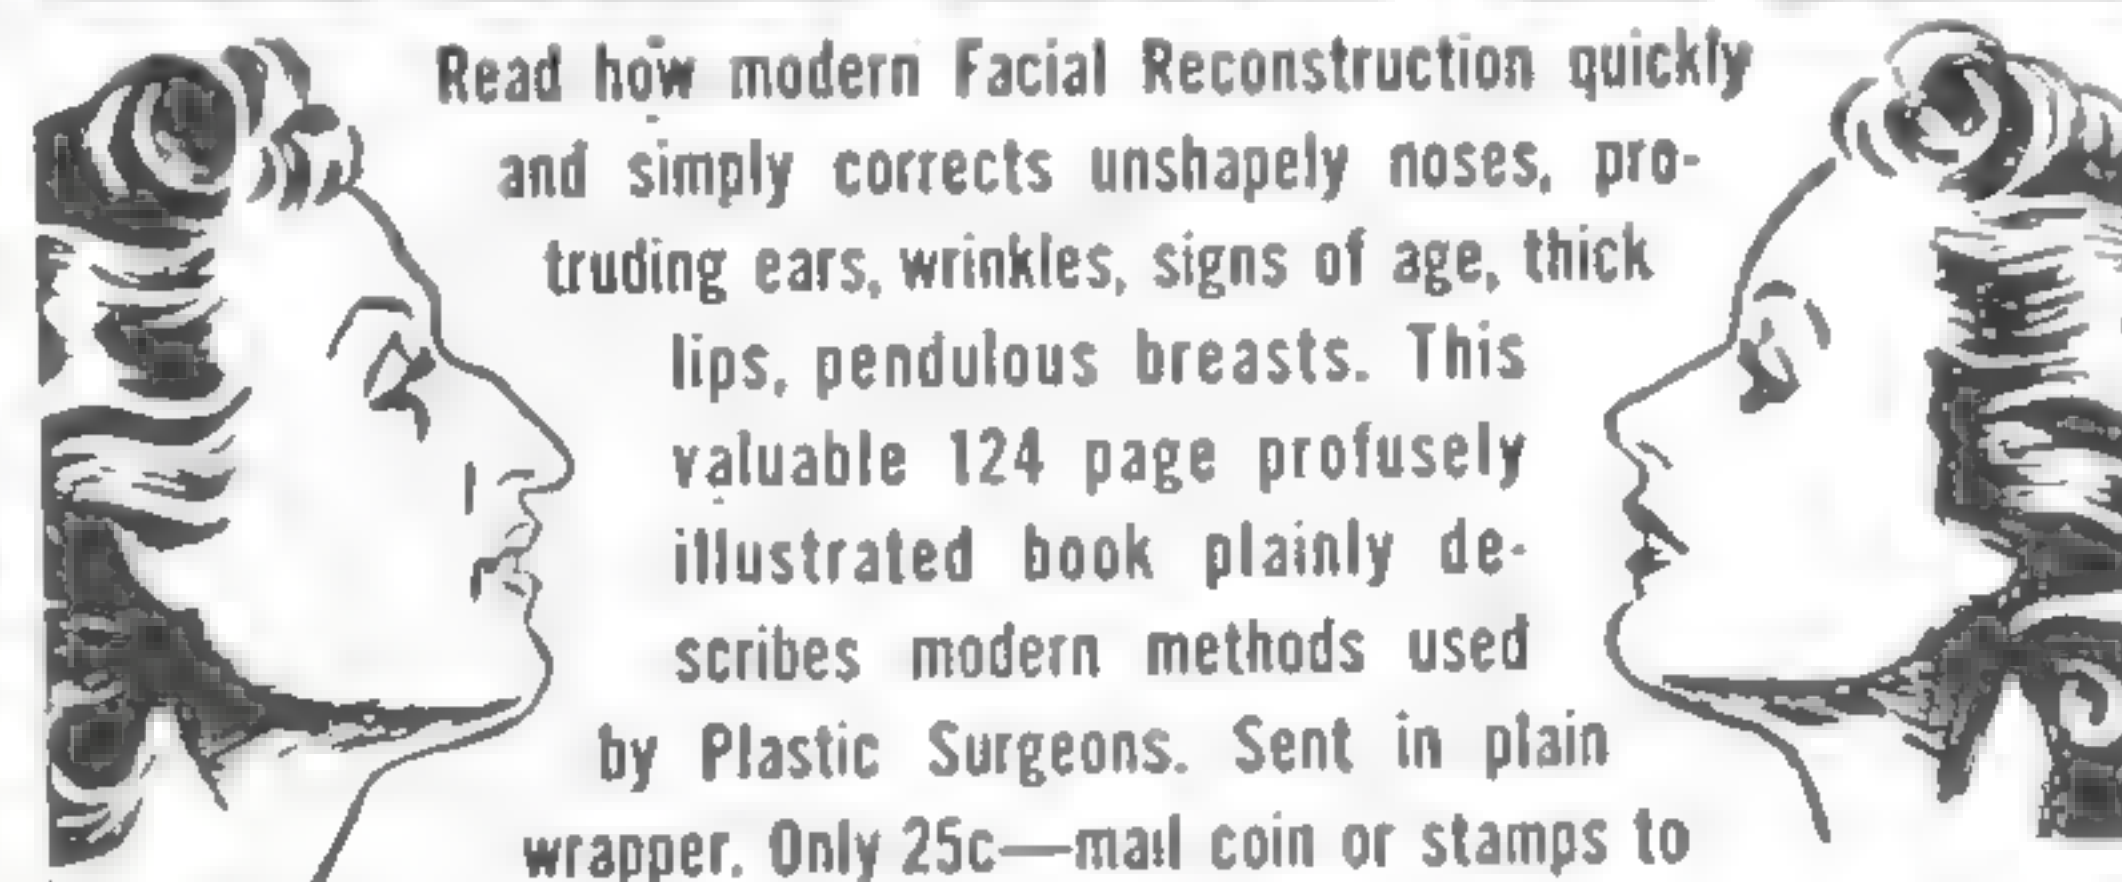 Read how modern Facial Reconstruction quickly
and simply corrects unshapely noses, pro-
truding ears, wrinkles, signs of age, thick
lips, pendulous breasts. This
valuable 124 page profusely
illustrated book plainly de-
scribes modern methods used
by Plastic Surgeons. Sent in plain
wrapper. Only 25c—mail coin or stamps to